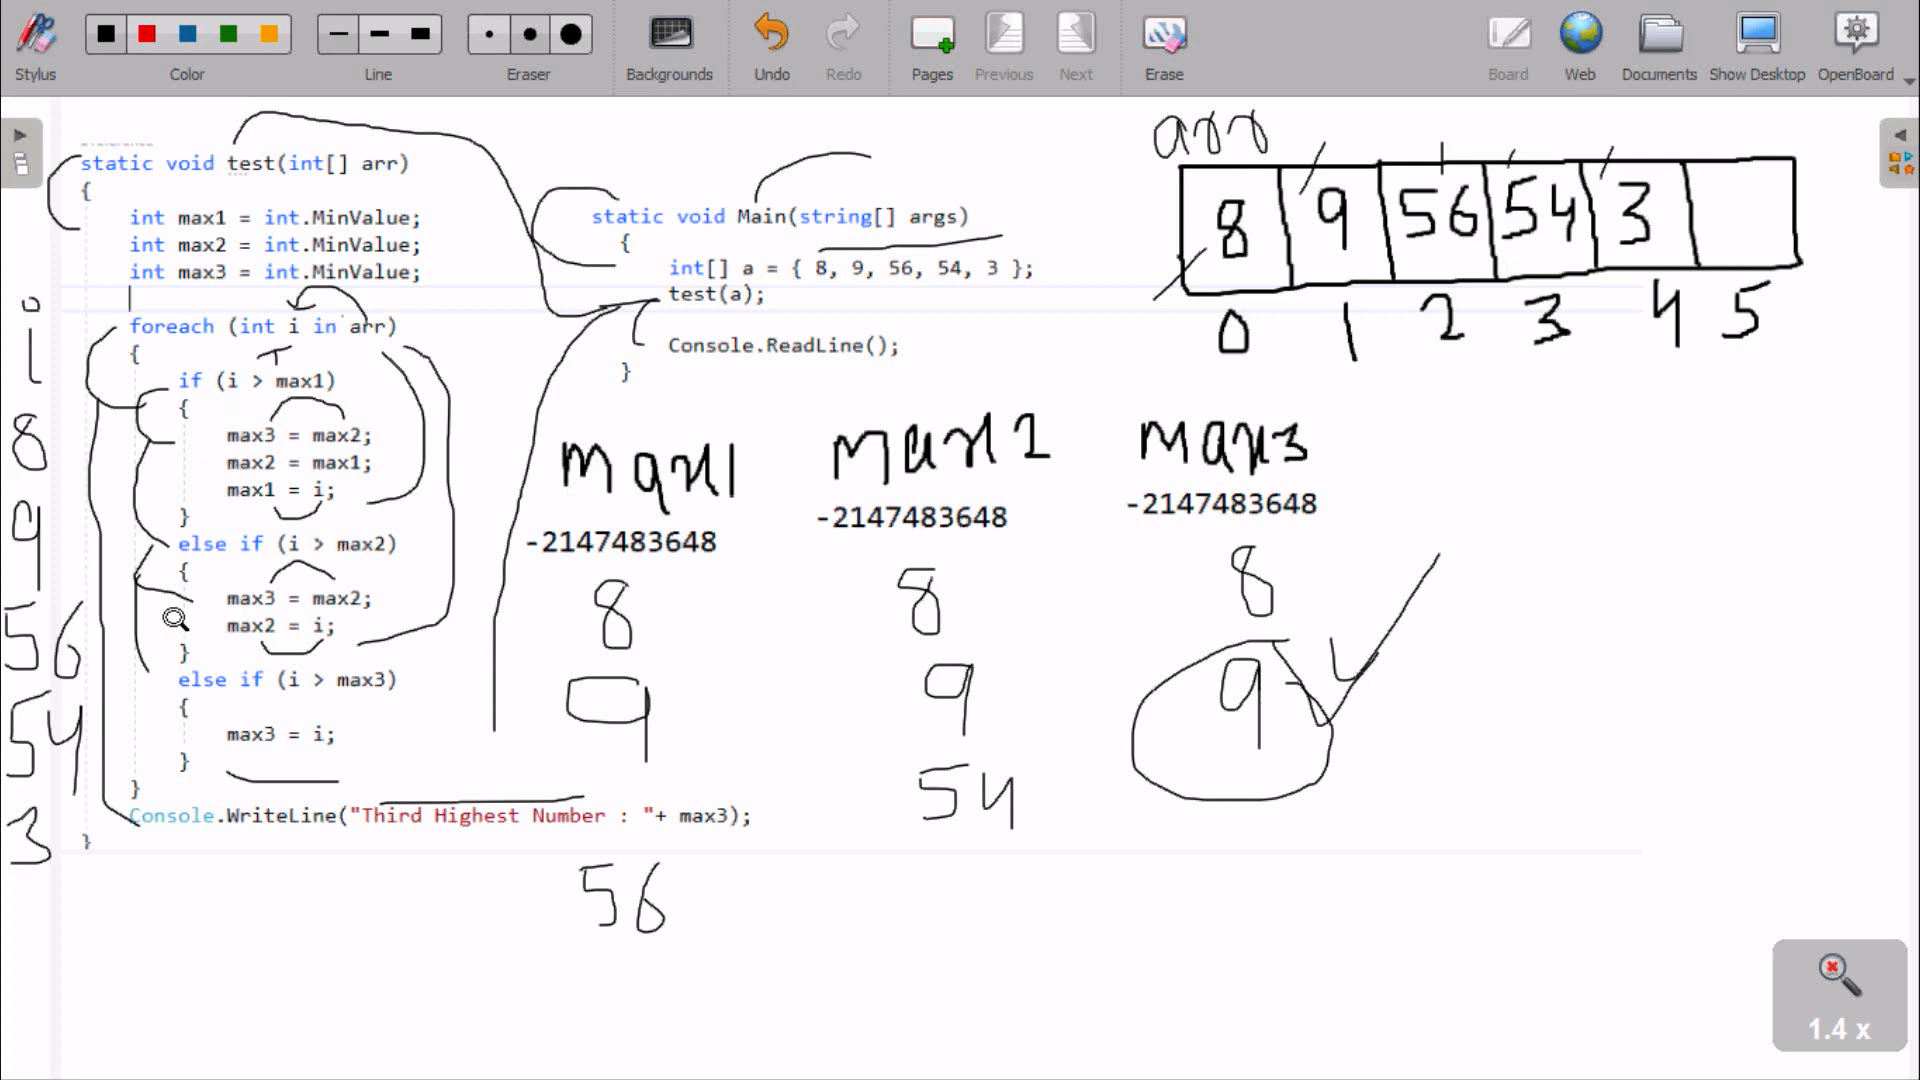 Stylus
Color
Line
Eraser
Backgrounds
Undo
Redo
Pages
Previous
Next
Erase
Board
Web
Documents
Show Desktop
OpenBoard
static void test(int[] arr)
{
int max1 = int.MinValue;
int max2 = int.MinValue;
int max3 = int.MinValue;
foreach (int i in arr)
{
if (i > max1)
{
max3 = max2;
max2 = max1;
max1 = i;
}
else if (i > max2)
{
max3 = max2;
max2 = i;
}
else if (i > max3)
{
max3 = i;
}
}
Console.WriteLine("Third Highest Number : "+ max3);
}
static void Main(string[] args)
{
int[] a = { 8, 9, 56, 54, 3 };
test(a);
Console.ReadLine();
}
arr
8 9 56 54 3
0 1 2 3 4 5
i
8
9
56
54
3
max1
-2147483648
8
9
56
max2
-2147483648
8
9
54
max3
-2147483648
8
9
1.4 x